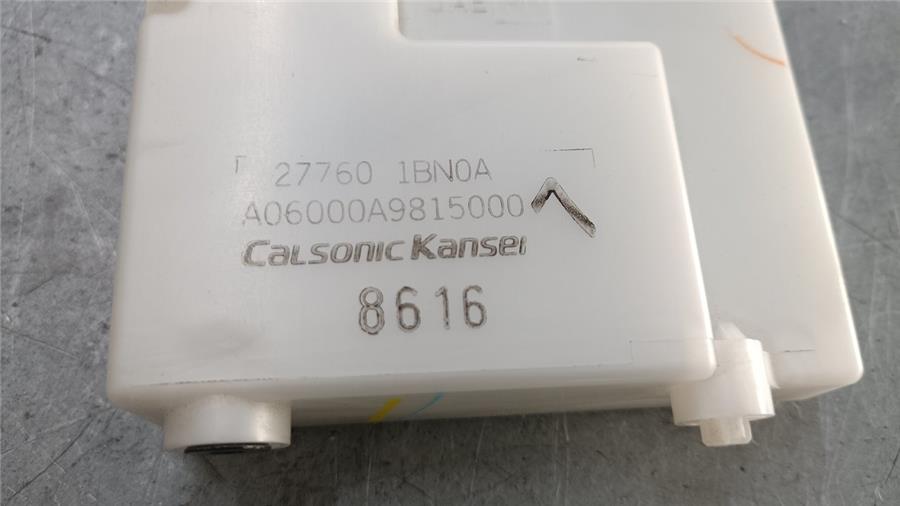 27760 1BN0A
A06000A9815000
CALSONIC KANSEI
8616